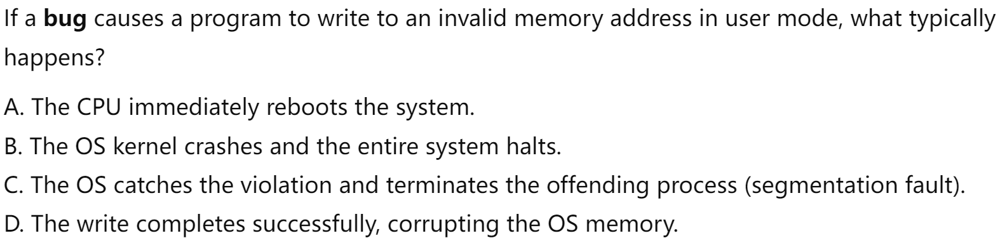 If a bug causes a program to write to an invalid memory address in user mode, what typically
happens?
A. The CPU immediately reboots the system.
B. The OS kernel crashes and the entire system halts.
C. The OS catches the violation and terminates the offending process (segmentation fault).
D. The write completes successfully, corrupting the OS memory.